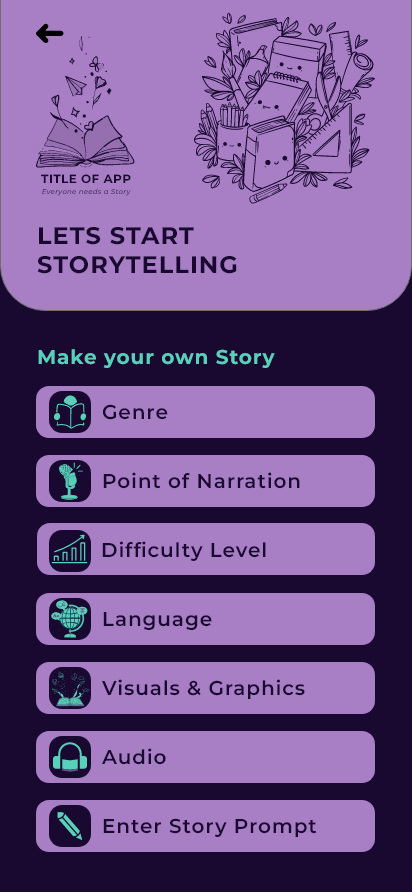 TITLE OF APP
Everyone needs a Story
LETS START
STORYTELLING
Make your own Story
Genre
Point of Narration
Difficulty Level
Language
Visuals & Graphics
Audio
Enter Story Prompt